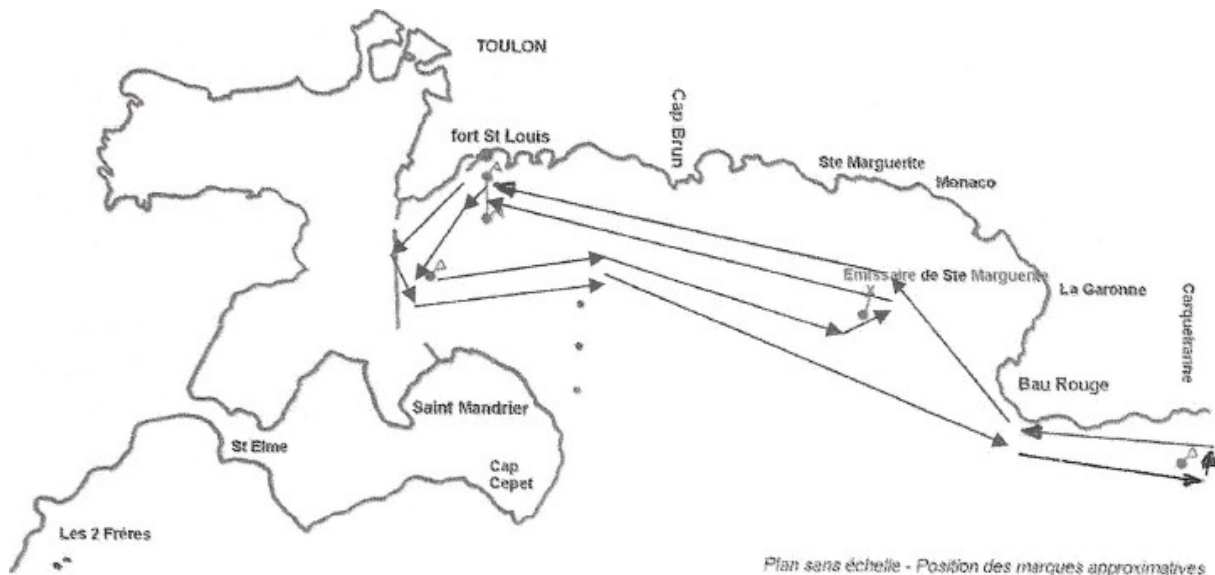 TOULON
fort St Louis
Cap Brun
Ste Marguerite
Monaco
Emissaire de Ste Marguerite
La Garonne
Carqueiranne
Bau Rouge
Saint Mandrier
St Elme
Cap
Cepet
Les 2 Fréres
Plan sans échelle - Position des marques approximatives